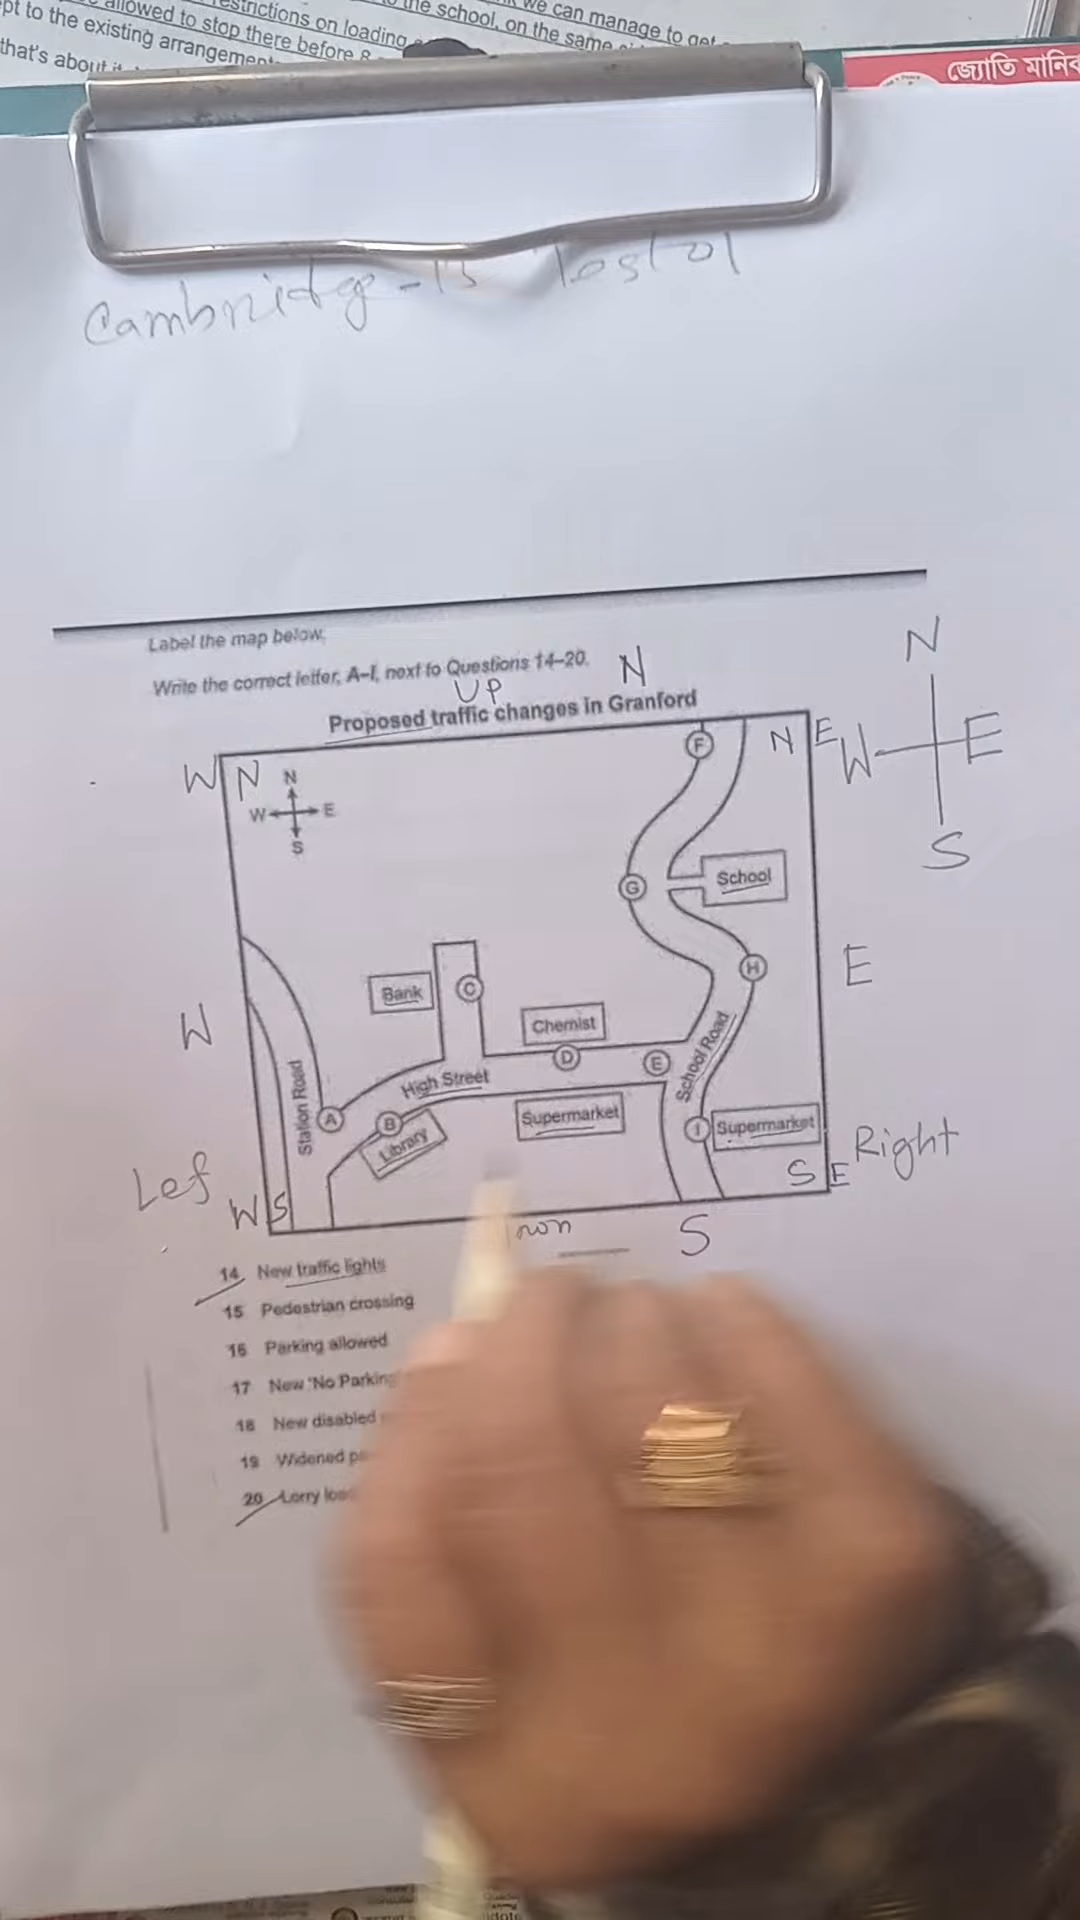 we can manage to get
the school, on the same
restrictions on loading
allowed to stop there before 8
to the existing arrangement
that's about it
জ্যোতি মানিক
Cambridge-13 Test 01
Label the map below.
Write the correct letter, A–I, next to Questions 14–20.
UP N
Proposed traffic changes in Granford
N
W N N F N E W E
W E
S S
G School
H E
Bank C
W Chemist
D E School Road
High Street
Station Road A B Library Supermarket I Supermarket Right
Lef
W S S E
S
14 New traffic lights
15 Pedestrian crossing
16 Parking allowed
17 New 'No Parking
18 New disabled
19 Widened
20 Lorry